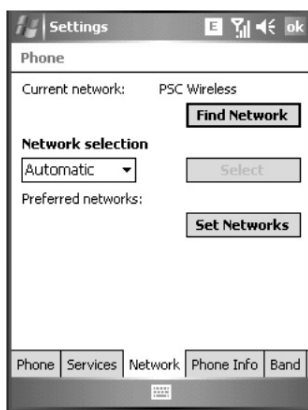 Settings E ok
Phone
Current network: PSC Wireless
Find Network
Network selection
Automatic Select
Preferred networks:
Set Networks
Phone Services Network Phone Info Band